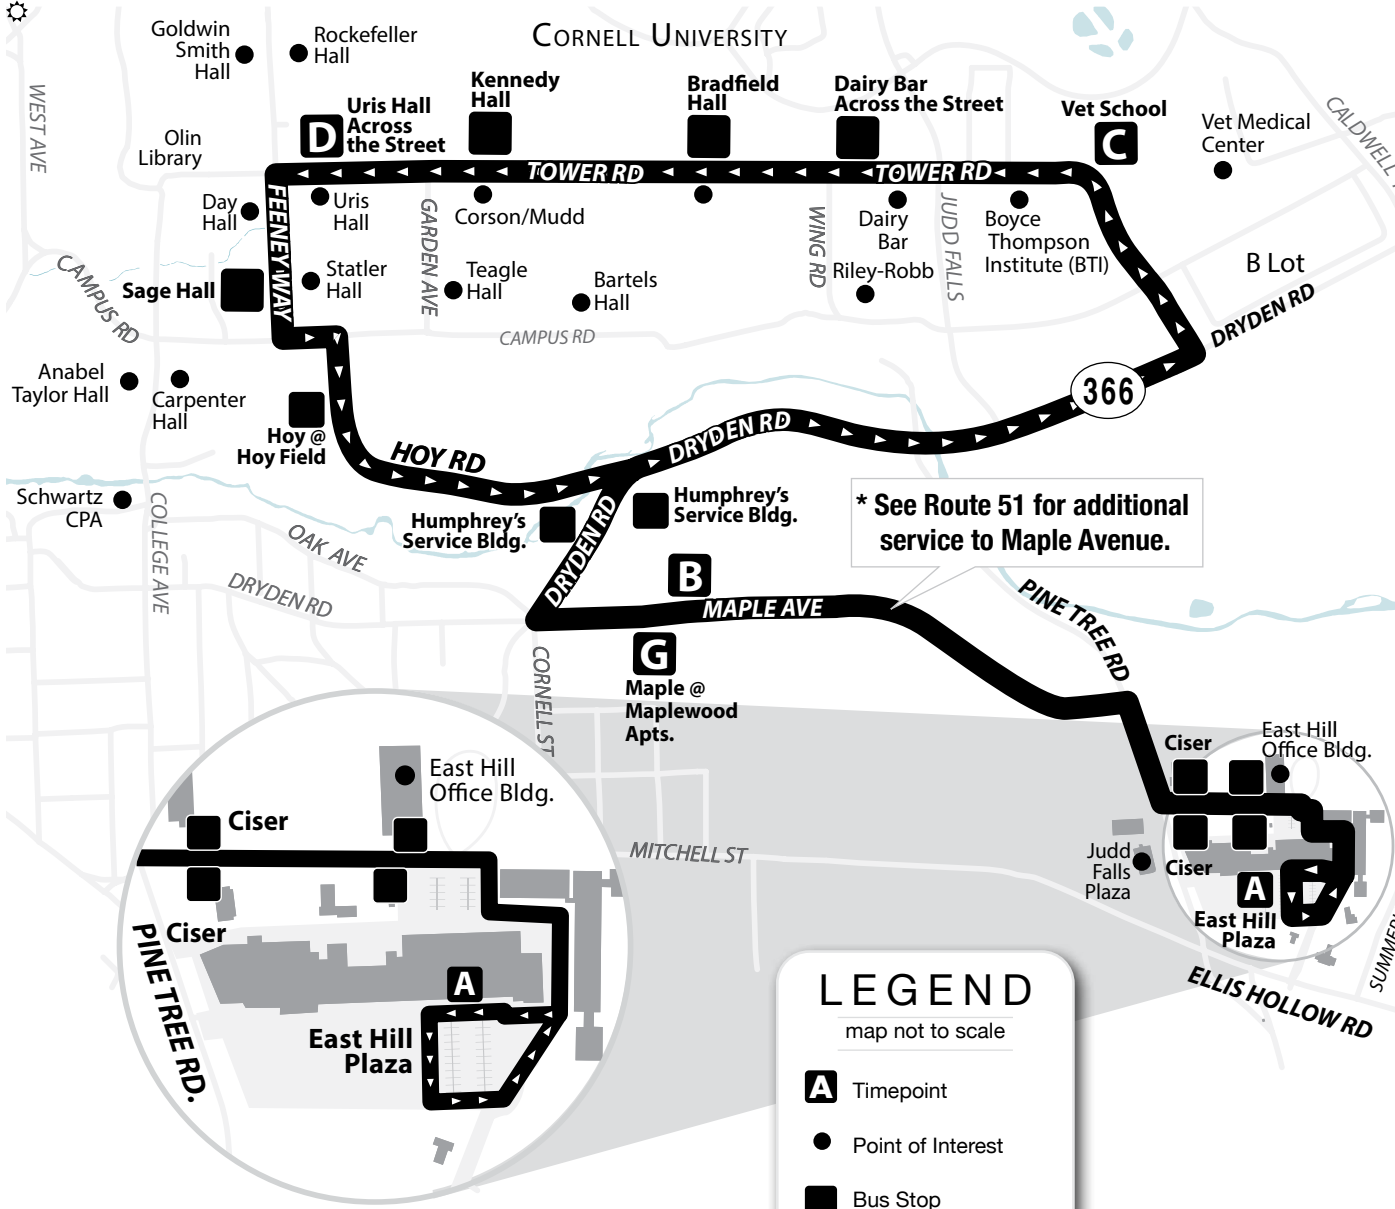 CORNELL UNIVERSITY
Goldwin
Smith
Hall
Rockefeller
Hall
WEST AVE
Olin
Library
D
Uris Hall
Across
the Street
Kennedy
Hall
Bradfield
Hall
Dairy Bar
Across the Street
Vet School
C
Vet Medical
Center
TOWER RD
TOWER RD
FEENEY WAY
Day
Hall
Uris
Hall
GARDEN AVE
Corson/Mudd
WING RD
Dairy
Bar
JUDD FALLS
Boyce
Thompson
Institute (BTI)
B Lot
DRYDEN RD
CAMPUS RD
Sage Hall
Statler
Hall
Teagle
Hall
Bartels
Hall
Riley-Robb
CAMPUS RD
366
Anabel
Taylor Hall
Carpenter
Hall
Hoy @
Hoy Field
HOY RD
DRYDEN RD
Schwartz
CPA
COLLEGE AVE
OAK AVE
DRYDEN RD
Humphrey's
Service Bldg.
DRYDEN RD
Humphrey's
Service Bldg.
* See Route 51 for additional
service to Maple Avenue.
B
MAPLE AVE
PINE TREE RD
G
Maple @
Maplewood
Apts.
CORNELL ST
MITCHELL ST
East Hill
Office Bldg.
Ciser
Ciser
PINE TREE RD.
A
East Hill
Plaza
Ciser
East Hill
Office Bldg.
Judd
Falls
Plaza
Ciser
A
East Hill
Plaza
ELLIS HOLLOW RD
LEGEND
map not to scale
A Timepoint
Point of Interest
Bus Stop